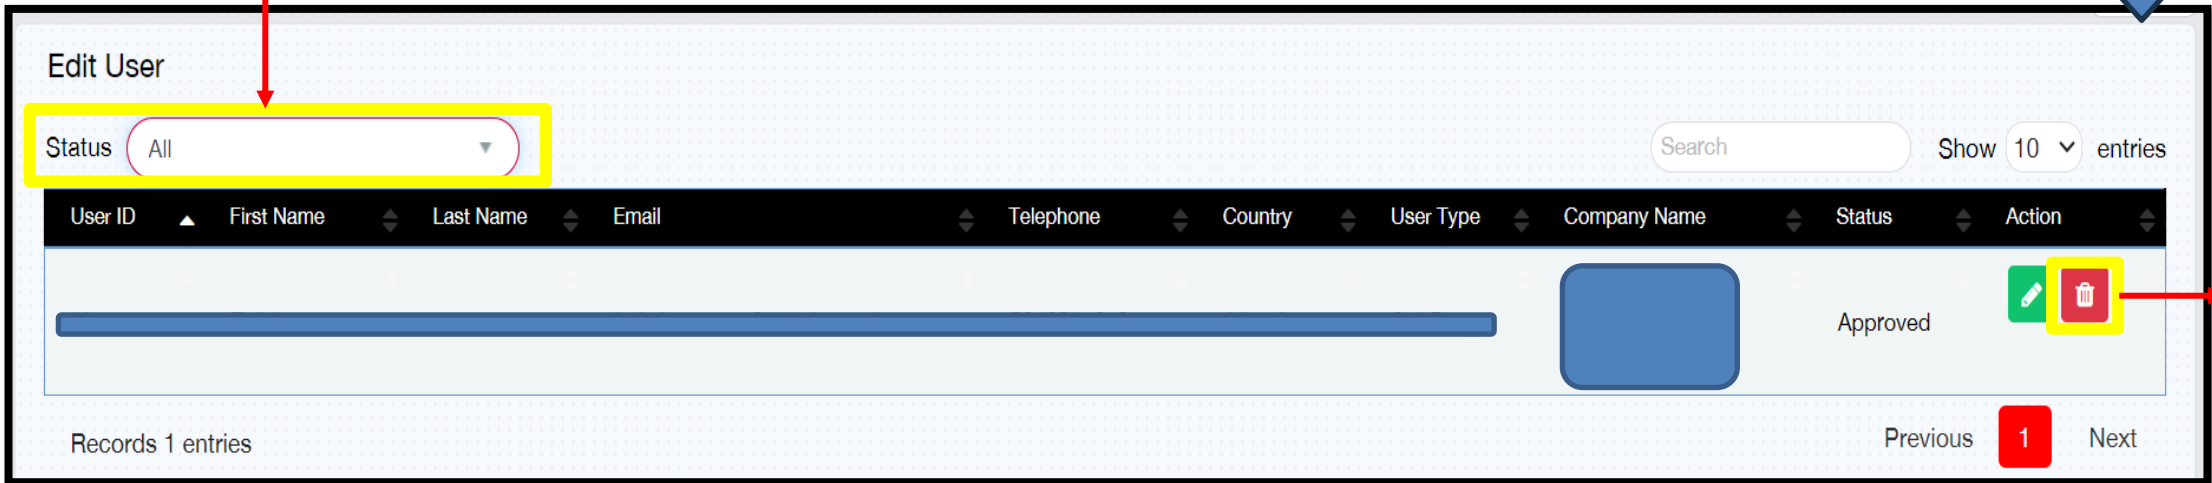 Edit User
Status All Search Show 10 entries
User ID First Name Last Name Email Telephone Country User Type Company Name Status Action
Approved
Records 1 entries Previous 1 Next